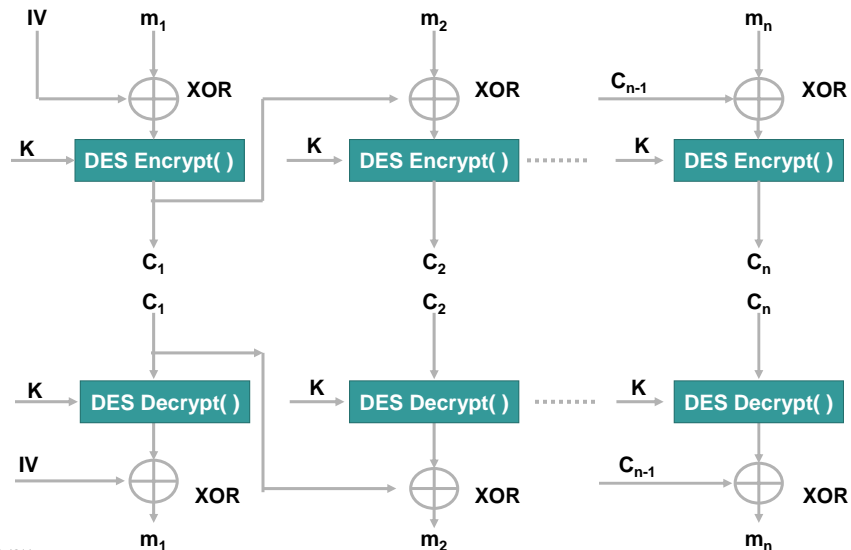 IV m₁ m₂ mₙ
XOR XOR Cₙ₋₁ XOR
K DES Encrypt( ) K DES Encrypt( ) K DES Encrypt( )
C₁ C₂ Cₙ
C₁ C₂ Cₙ
K DES Decrypt( ) K DES Decrypt( ) K DES Decrypt( )
IV XOR XOR Cₙ₋₁ XOR
m₁ m₂ mₙ